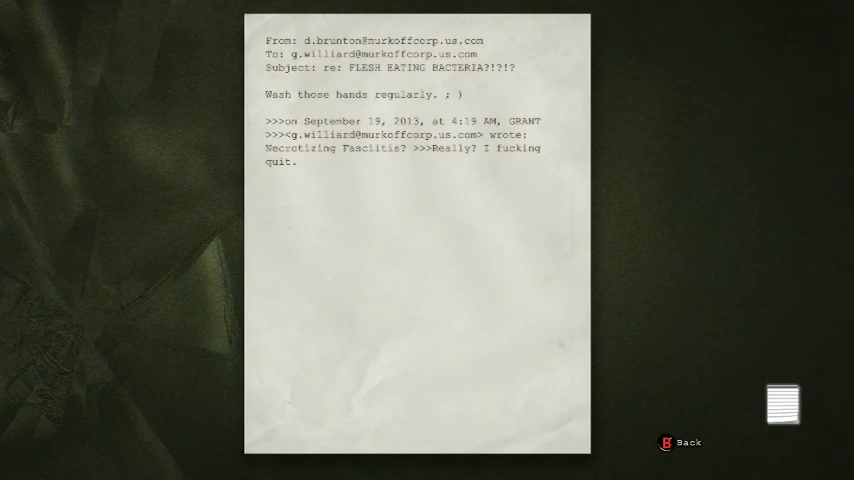 From: d.brunton@murkoffcorp.us.com
To: g.williard@murkoffcorp.us.com
Subject: re: FLESH EATING BACTERIA?!?!?
Wash those hands regularly. ; )
>>>on September 19, 2013, at 4:19 AM, GRANT
>>><g.williard@murkoffcorp.us.com> wrote:
Necrotizing Fasciitis? >>>Really? I fucking
quit.
B Back